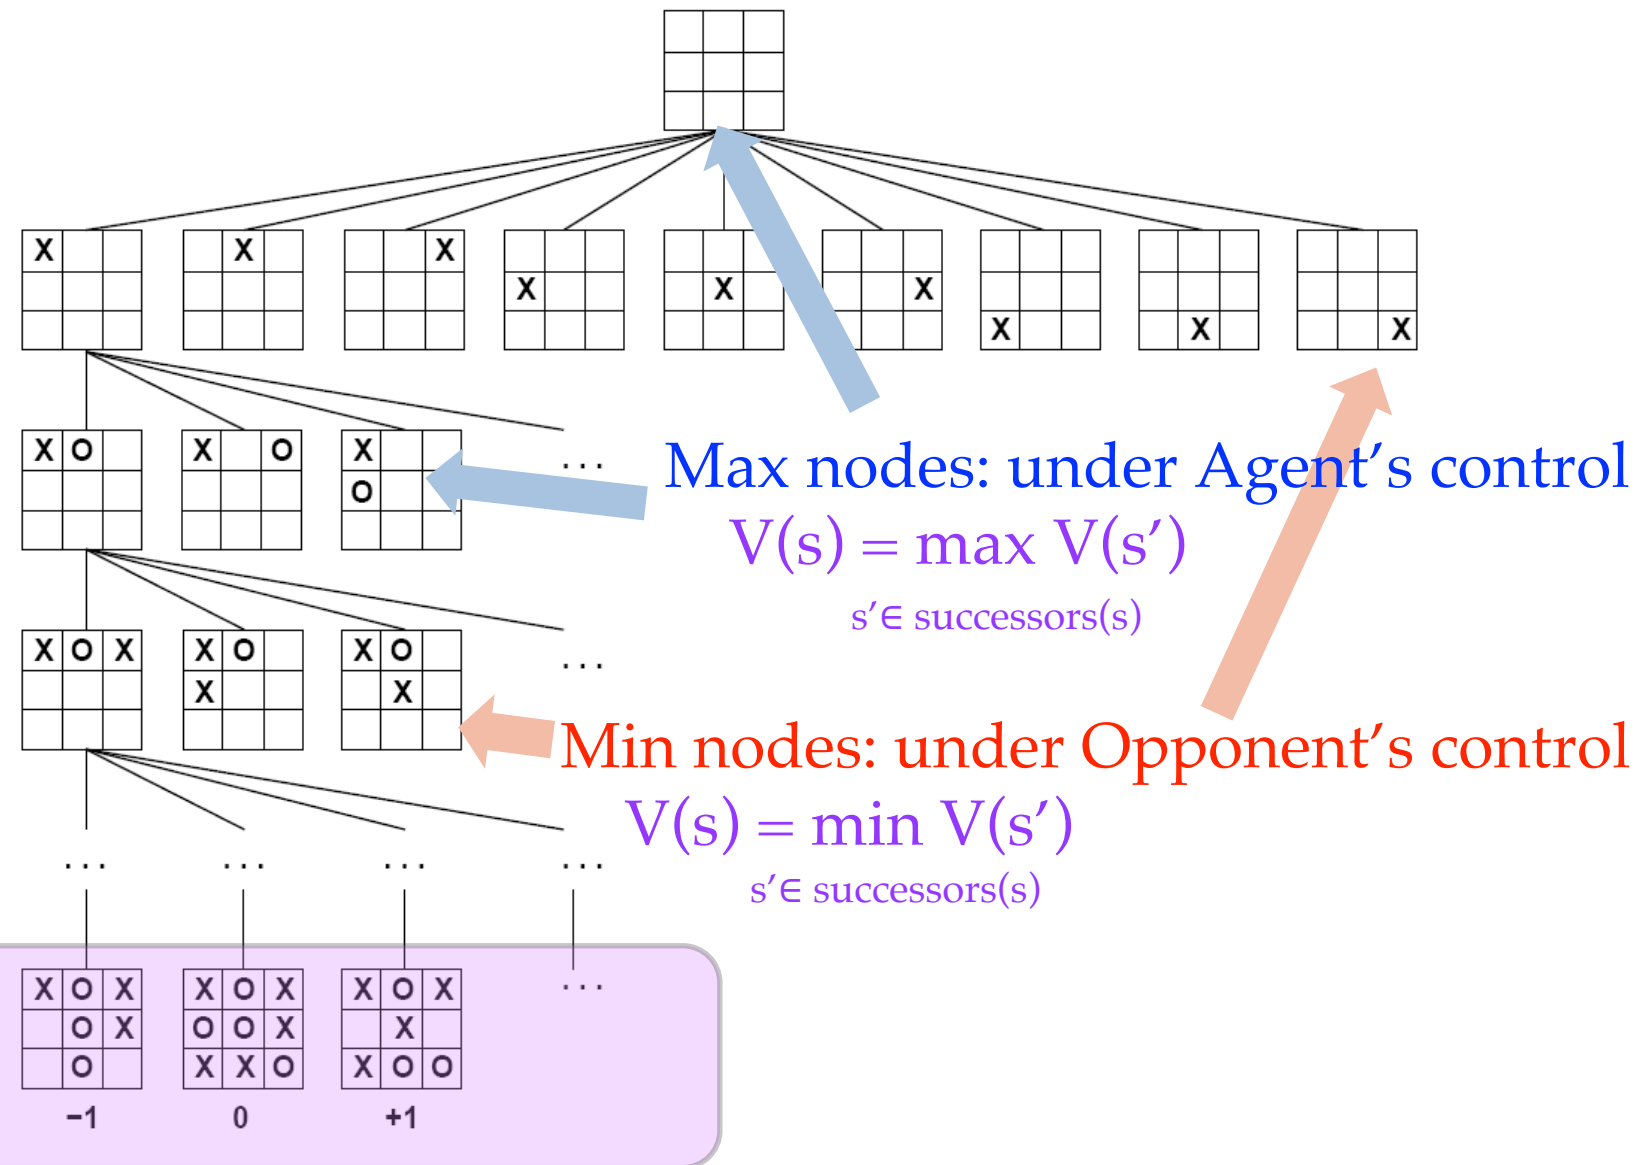 X X X X X X X X X
X O X O X ...
O
Max nodes: under Agent’s control
V(s) = max V(s’)
s’∈ successors(s)
X O X X O X O ...
X X
Min nodes: under Opponent’s control
V(s) = min V(s’)
s’∈ successors(s)
... ... ... ...
X O X X O X X O X ...
O X O O X X
O X X O X O O
−1 0 +1